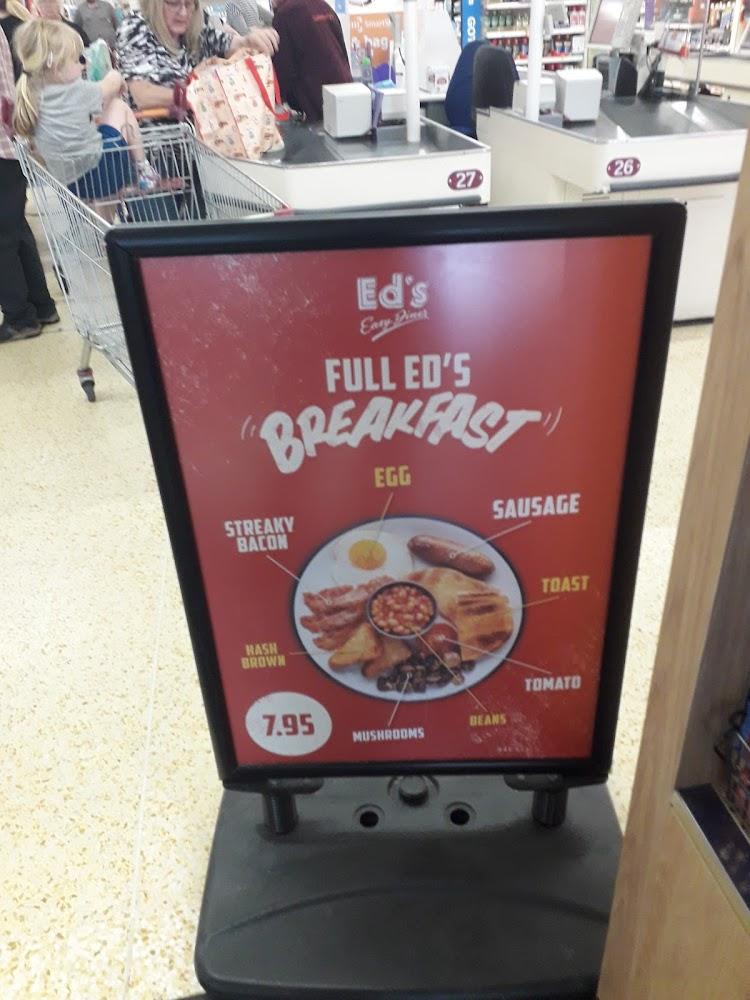 27
26
Ed's
Easy Diner
FULL ED'S
BREAKFAST
EGG
SAUSAGE
STREAKY
BACON
TOAST
HASH
BROWN
TOMATO
7.95
MUSHROOMS
BEANS